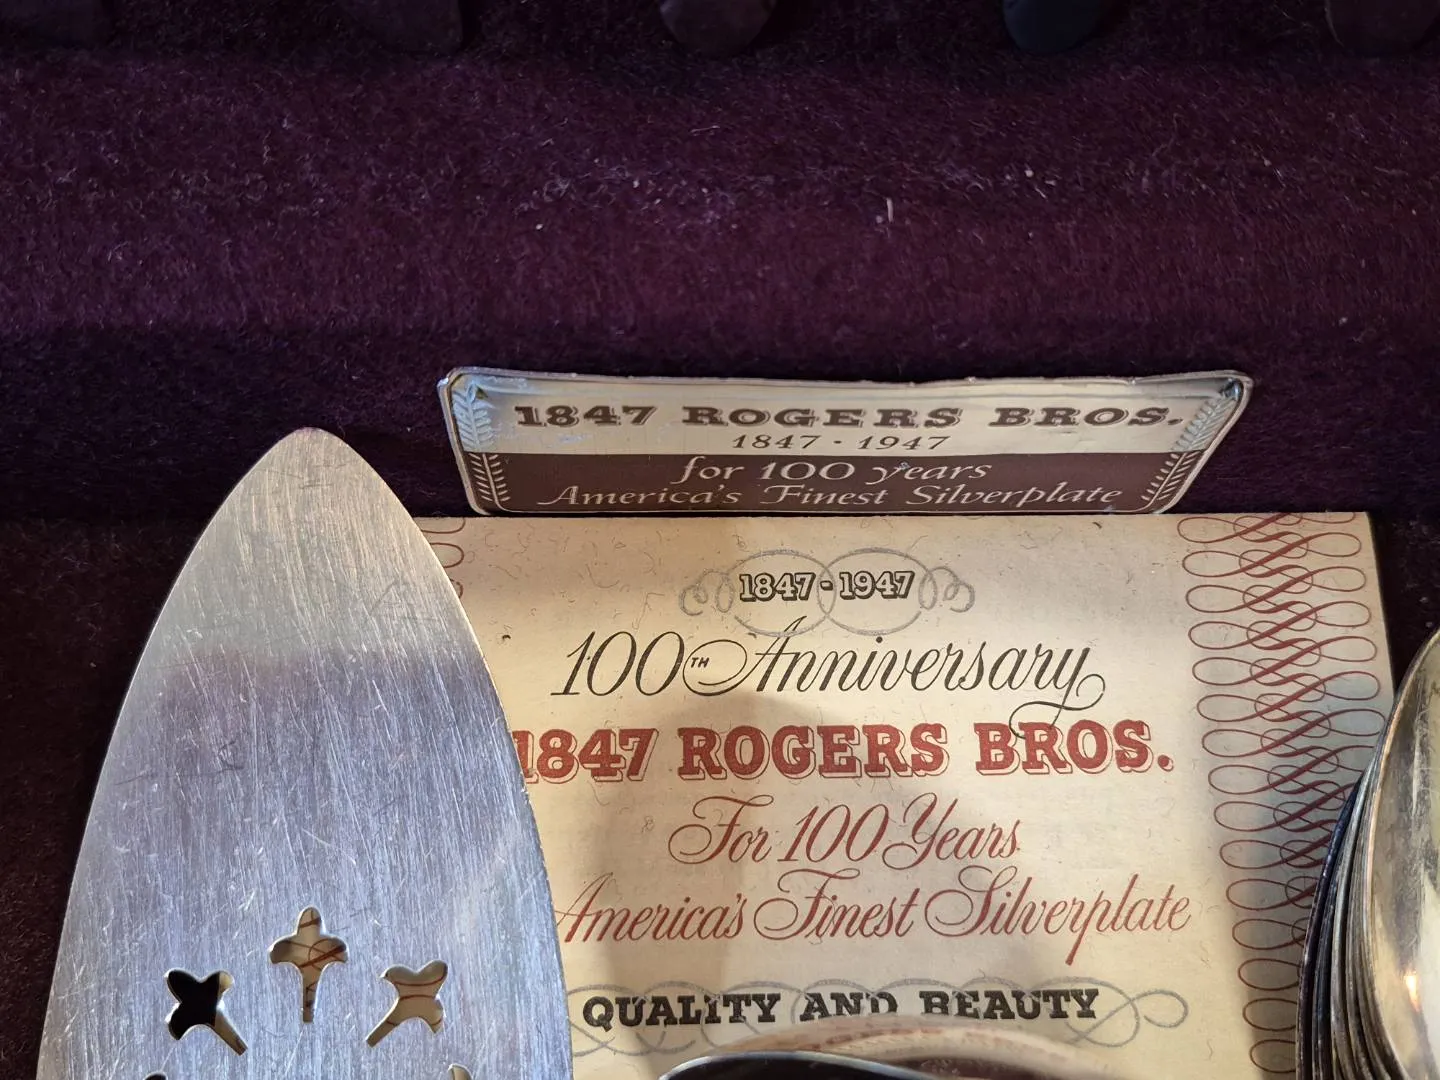 1847 ROGERS BROS.
1847 · 1947
for 100 years
America's Finest Silverplate
1847 - 1947
100TH Anniversary
1847 ROGERS BROS.
For 100 Years
America's Finest Silverplate
QUALITY AND BEAUTY